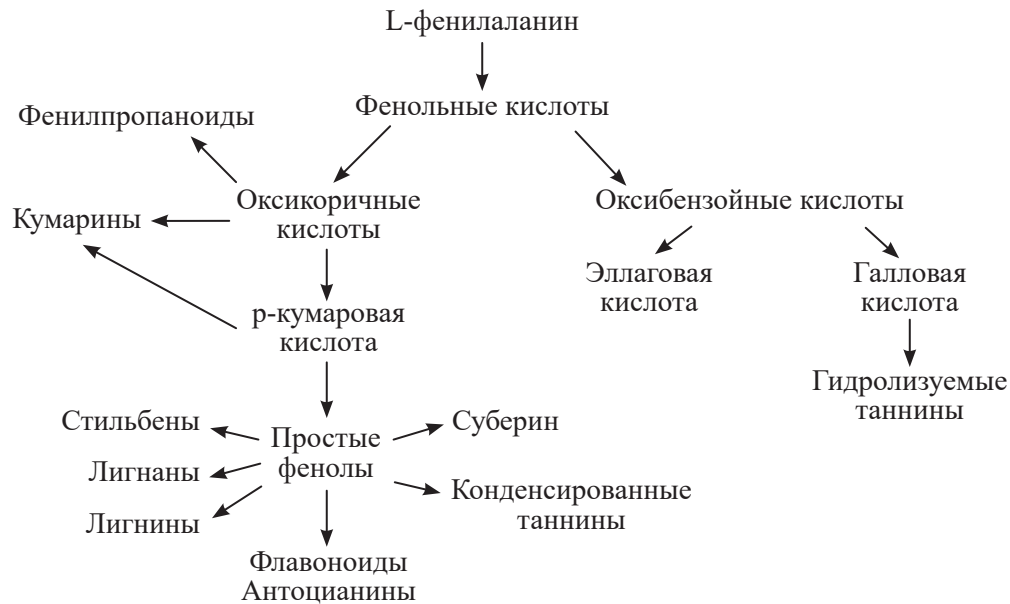 L-фенилаланин
Фенольные кислоты
Фенилпропаноиды
Оксикоричные
кислоты
Оксибензойные кислоты
Кумарины
Эллаговая
кислота
Галловая
кислота
р-кумаровая
кислота
Гидролизуемые
таннины
Стильбены
Суберин
Простые
фенолы
Лигнаны
Конденсированные
таннины
Лигнины
Флавоноиды
Антоцианины